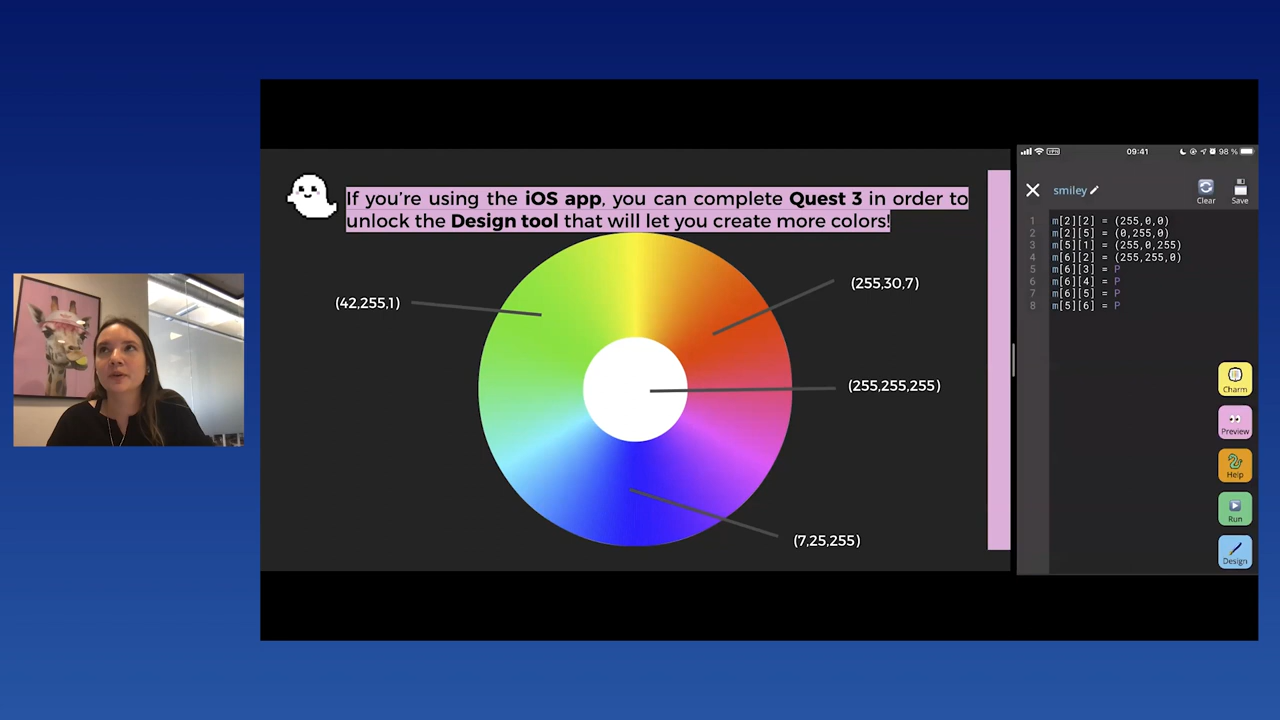 If you're using the iOS app, you can complete Quest 3 in order to
unlock the Design tool that will let you create more colors!
(42,255,1)
(255,30,7)
(255,255,255)
(7,25,255)
VPN 09:41 98 %
smiley
Clear
Save
1 m[2][2] = (255,0,0)
2 m[2][5] = (0,255,0)
3 m[5][1] = (255,0,255)
4 m[6][2] = (255,255,0)
5 m[6][3] = P
6 m[6][4] = P
7 m[6][5] = P
8 m[5][6] = P
Charm
Preview
Help
Run
Design